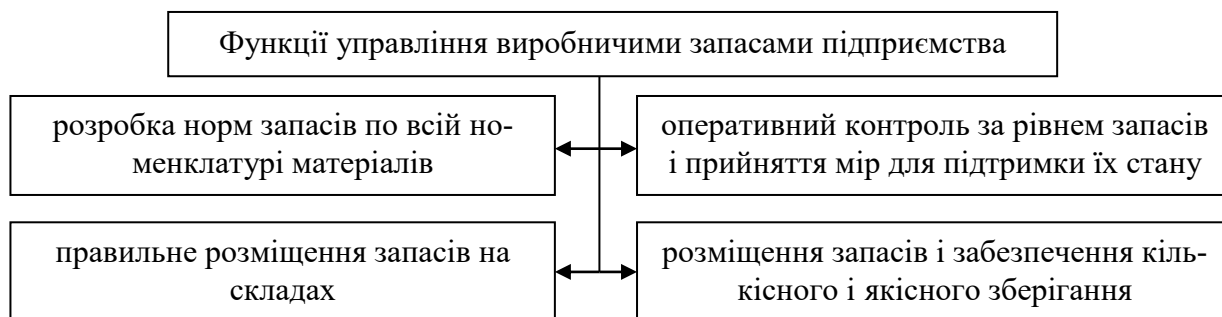 Функції управління виробничими запасами підприємства
розробка норм запасів по всій но-
менклатурі матеріалів
оперативний контроль за рівнем запасів
і прийняття мір для підтримки їх стану
правильне розміщення запасів на
складах
розміщення запасів і забезпечення кіль-
кісного і якісного зберігання